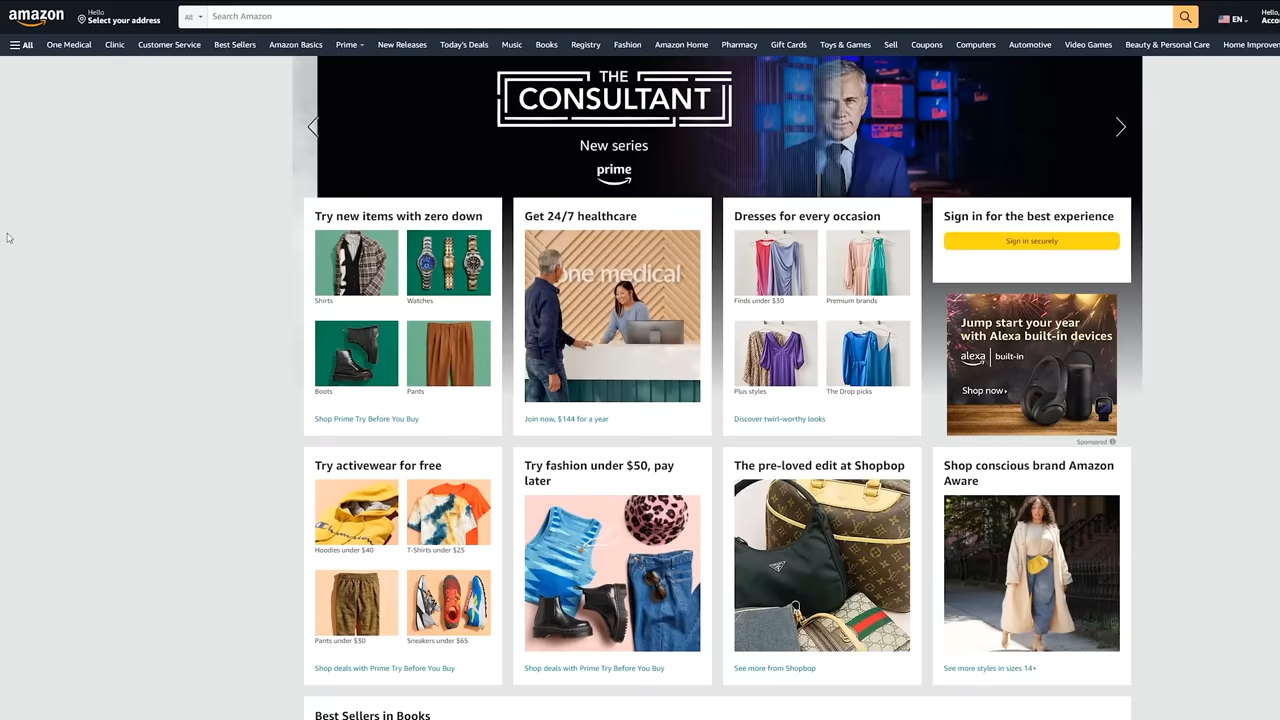 amazon
Hello
Select your address
All
Search Amazon
EN
Hello,
All
One Medical
Clinic
Customer Service
Best Sellers
Amazon Basics
Prime
New Releases
Today's Deals
Music
Books
Registry
Fashion
Amazon Home
Pharmacy
Gift Cards
Toys & Games
Sell
Coupons
Computers
Automotive
Video Games
Beauty & Personal Care
THE
CONSULTANT
New series
prime
Try new items with zero down
Shirts
Watches
Boots
Pants
Shop Prime Try Before You Buy
Get 24/7 healthcare
one medical
Join now, $144 for a year
Dresses for every occasion
Finds under $30
Premium brands
Plus styles
The Drop picks
Discover twirl-worthy looks
Sign in for the best experience
Sign in securely
Jump start your year
with Alexa built-in devices
alexa built-in
Shop now
Sponsored
Try activewear for free
Hoodies under $40
T-Shirts under $25
Pants under $30
Sneakers under $65
Shop deals with Prime Try Before You Buy
Try fashion under $50, pay
later
Shop deals with Prime Try Before You Buy
The pre-loved edit at Shopbop
See more from Shopbop
Shop conscious brand Amazon
Aware
See more styles in sizes 14+
Best Sellers in Books